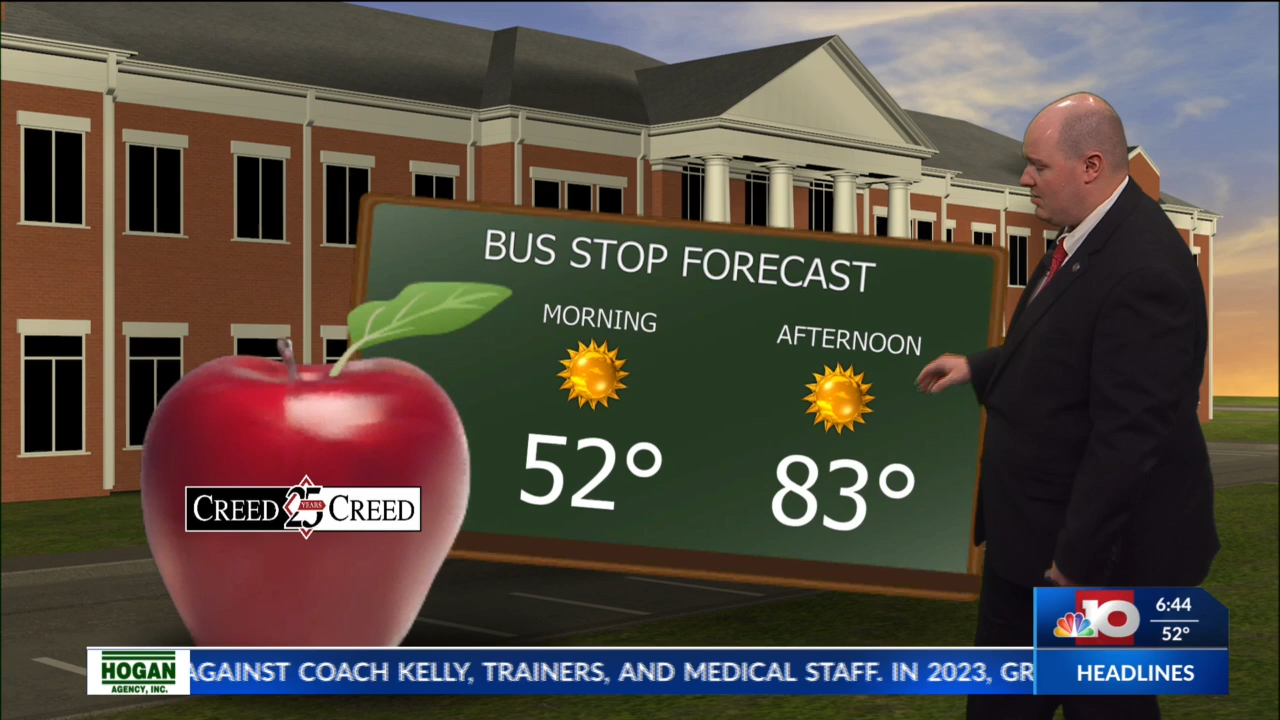 BUS STOP FORECAST
MORNING
AFTERNOON
52°
83°
CREED 25 YEARS CREED
10
6:44
52°
HOGAN
AGENCY, INC.
AGAINST COACH KELLY, TRAINERS, AND MEDICAL STAFF. IN 2023, GR
HEADLINES